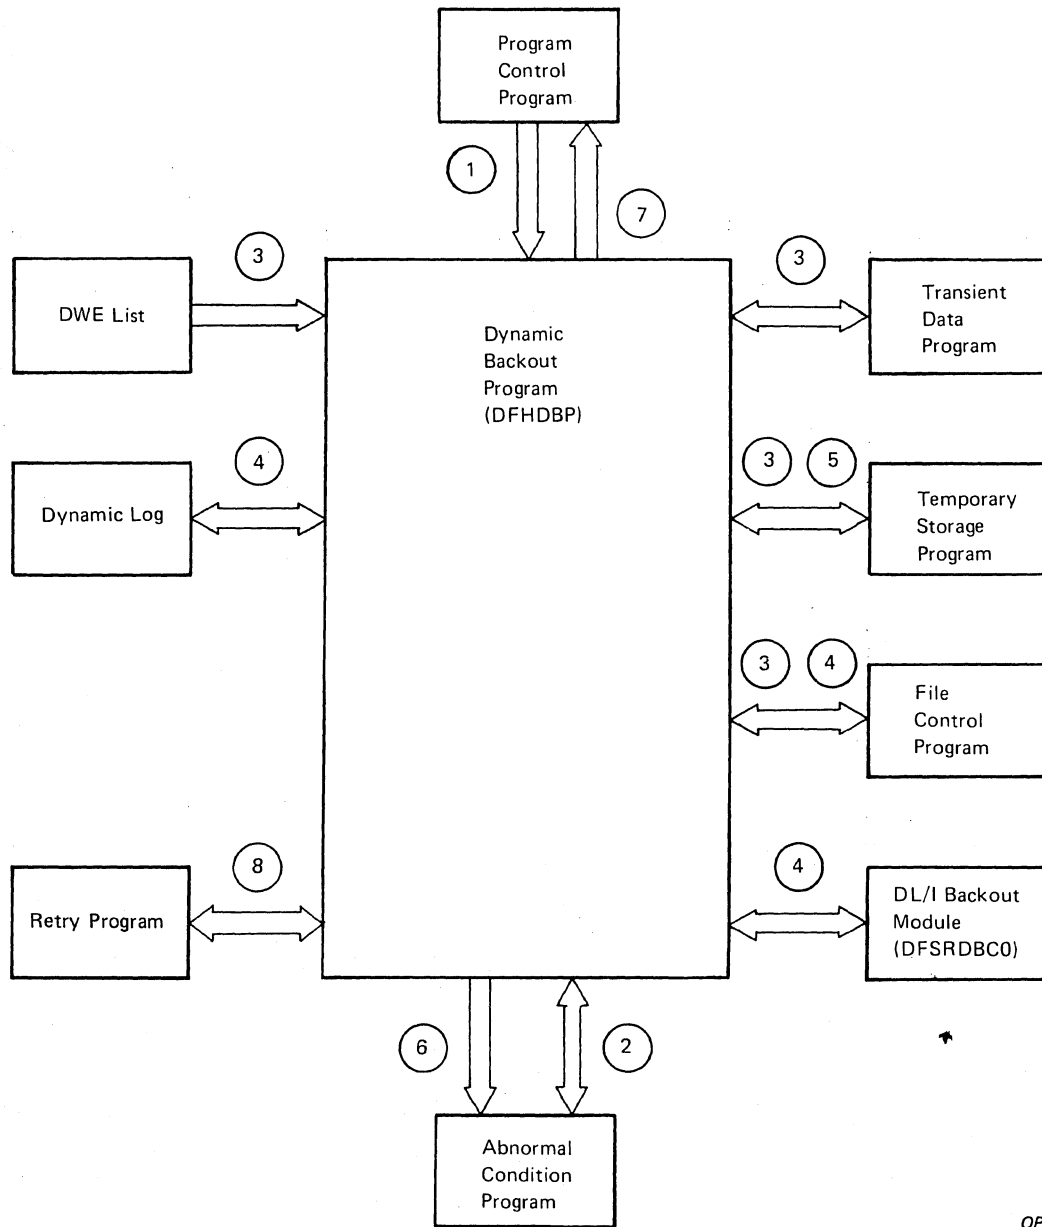 Program
Control
Program
1
7
3
DWE List
3
Transient
Data
Program
Dynamic
Backout
Program
(DFHDBP)
4
Dynamic Log
3 5
Temporary
Storage
Program
3 4
File
Control
Program
8
Retry Program
4
DL/I Backout
Module
(DFSRDBC0)
6
2
Abnormal
Condition
Program
OP